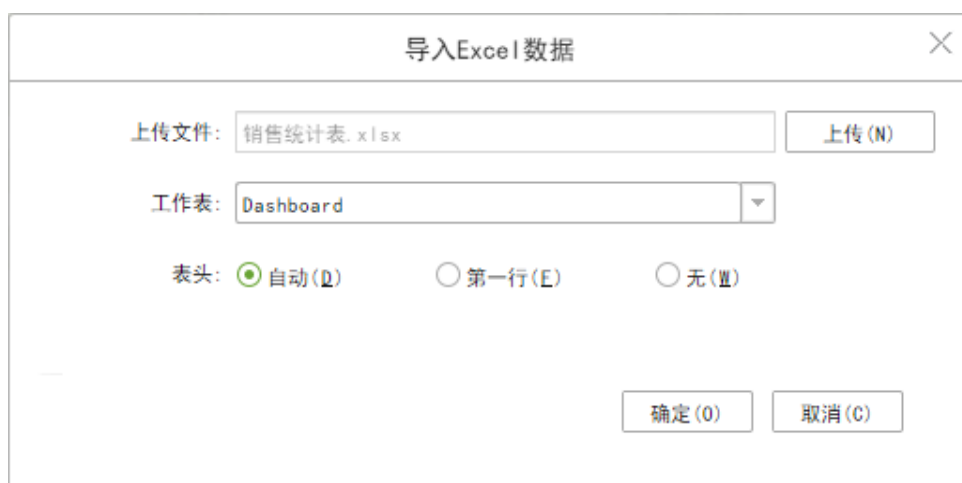 导入Excel数据
上传文件: 销售统计表.xlsx 上传(N)
工作表: Dashboard
表头: 自动(D) 第一行(E) 无(W)
确定(O) 取消(C)